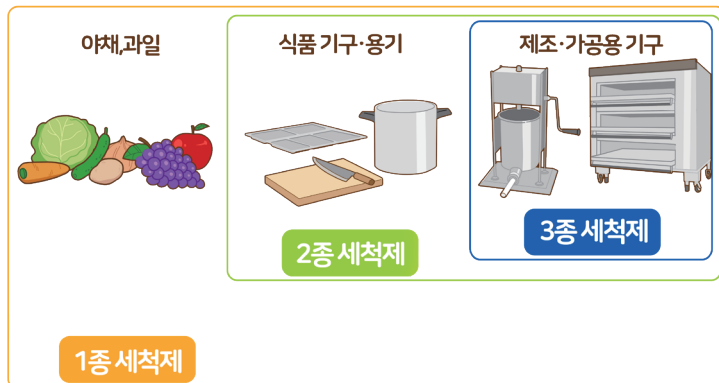 야채,과일
식품 기구·용기
제조·가공용 기구
3종 세척제
2종 세척제
1종 세척제